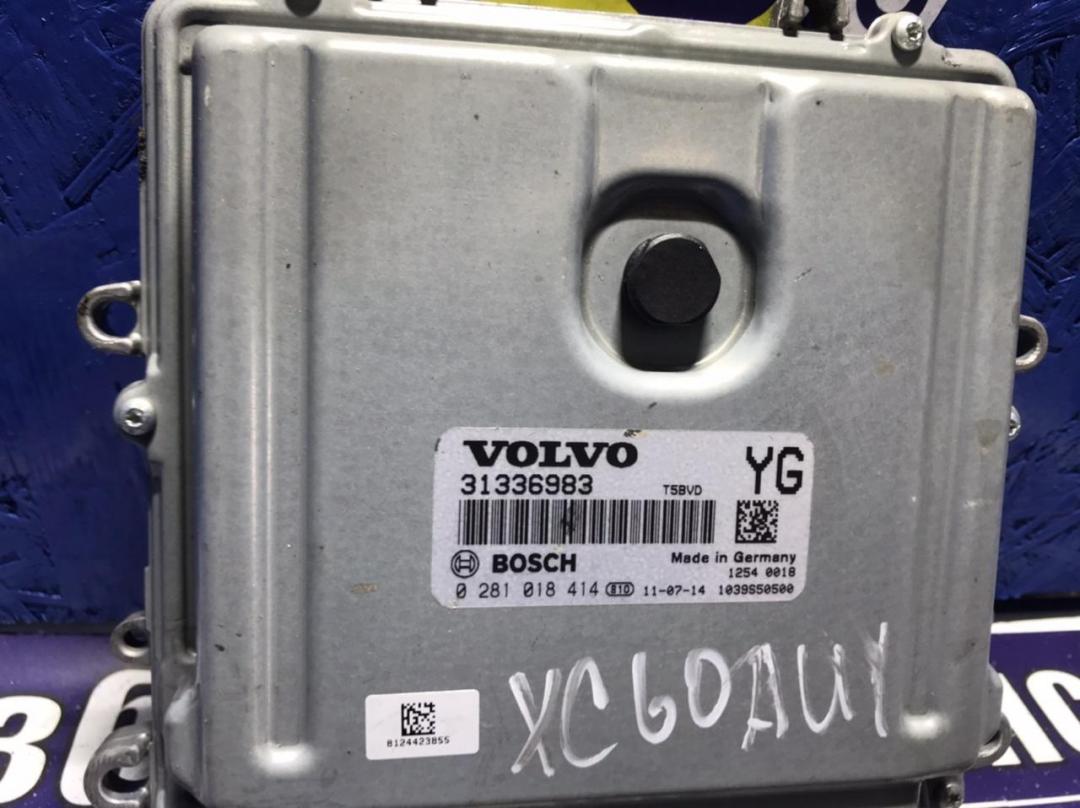 VOLVO
31336983 T5BVD YG
BOSCH Made in Germany
1254 0018
0 281 018 414 810 11-07-14 1039S50500
8124423855
XC60AUY